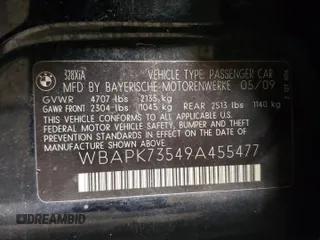 BMW
328XiA
VEHICLE TYPE PASSENGER CAR
MFD BY BAYERISCHE-MOTORENWERKE 05/09
GVWR 4707 lbs 2135 kg
GAWR FRONT 2304 lbs 1045 kg REAR 2513 lbs 1140 kg
THIS VEHICLE CONFORMS TO ALL APPLICABLE FEDERAL
MOTOR VEHICLE SAFETY, BUMPER, AND THEFT PREVENTION
STANDARDS IN EFFECT ON THE DATE OF
MANUFACTURE SHOWN ABOVE.
WBAPK73549A455477
DREAMBID